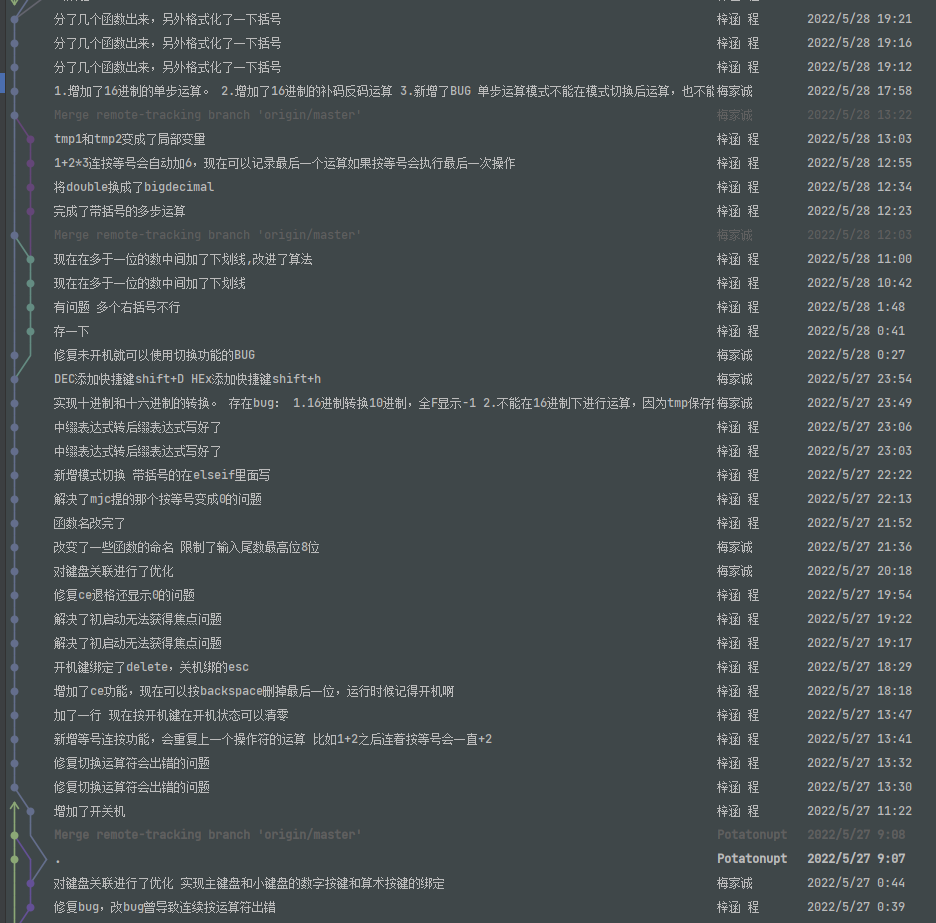 分了几个函数出来，另外格式化了一下括号 梓涵 程 2022/5/28 19:21
分了几个函数出来，另外格式化了一下括号 梓涵 程 2022/5/28 19:16
分了几个函数出来，另外格式化了一下括号 梓涵 程 2022/5/28 19:12
1.增加了16进制的单步运算。 2.增加了16进制的补码反码运算 3.新增了BUG 单步运算模式不能在模式切换后运算，也不能 梅家诚 2022/5/28 17:58
Merge remote-tracking branch 'origin/master' 梅家诚 2022/5/28 13:22
tmp1和tmp2变成了局部变量 梓涵 程 2022/5/28 13:03
1+2*3连按等号会自动加6，现在可以记录最后一个运算如果按等号会执行最后一次操作 梓涵 程 2022/5/28 12:55
将double换成了bigdecimal 梓涵 程 2022/5/28 12:34
完成了带括号的多步运算 梓涵 程 2022/5/28 12:23
Merge remote-tracking branch 'origin/master' 梅家诚 2022/5/28 12:03
现在在多于一位的数中间加了下划线,改进了算法 梓涵 程 2022/5/28 11:00
现在在多于一位的数中间加了下划线 梓涵 程 2022/5/28 10:42
有问题 多个右括号不行 梓涵 程 2022/5/28 1:48
存一下 梓涵 程 2022/5/28 0:41
修复未开机就可以使用切换功能的BUG 梅家诚 2022/5/28 0:27
DEC添加快捷键shift+D HEx添加快捷键shift+h 梅家诚 2022/5/27 23:54
实现十进制和十六进制的转换。 存在bug: 1.16进制转换10进制，全F显示-1 2.不能在16进制下进行运算，因为tmp保存 梅家诚 2022/5/27 23:49
中缀表达式转后缀表达式写好了 梓涵 程 2022/5/27 23:06
中缀表达式转后缀表达式写好了 梓涵 程 2022/5/27 23:03
新增模式切换 带括号的在elseif里面写 梓涵 程 2022/5/27 22:22
解决了mjc提的那个按等号变成0的问题 梓涵 程 2022/5/27 22:13
函数名改完了 梓涵 程 2022/5/27 21:52
改变了一些函数的命名 限制了输入尾数最高位8位 梅家诚 2022/5/27 21:36
对键盘关联进行了优化 梅家诚 2022/5/27 20:18
修复ce退格还显示0的问题 梓涵 程 2022/5/27 19:54
解决了初启动无法获得焦点问题 梓涵 程 2022/5/27 19:22
解决了初启动无法获得焦点问题 梓涵 程 2022/5/27 19:17
开机键绑定了delete，关机绑的esc 梓涵 程 2022/5/27 18:29
增加了ce功能，现在可以按backspace删掉最后一位，运行时候记得开机啊 梓涵 程 2022/5/27 18:18
加了一行 现在按开机键在开机状态可以清零 梓涵 程 2022/5/27 13:47
新增等号连按功能，会重复上一个操作符的运算 比如1+2之后连着按等号会一直+2 梓涵 程 2022/5/27 13:41
修复切换运算符会出错的问题 梓涵 程 2022/5/27 13:32
修复切换运算符会出错的问题 梓涵 程 2022/5/27 13:30
增加了开关机 梓涵 程 2022/5/27 11:22
Merge remote-tracking branch 'origin/master' Potatonupt 2022/5/27 9:08
. Potatonupt 2022/5/27 9:07
对键盘关联进行了优化 实现主键盘和小键盘的数字按键和算术按键的绑定 梅家诚 2022/5/27 0:44
修复bug，改bug曾导致连续按运算符出错 梓涵 程 2022/5/27 0:39